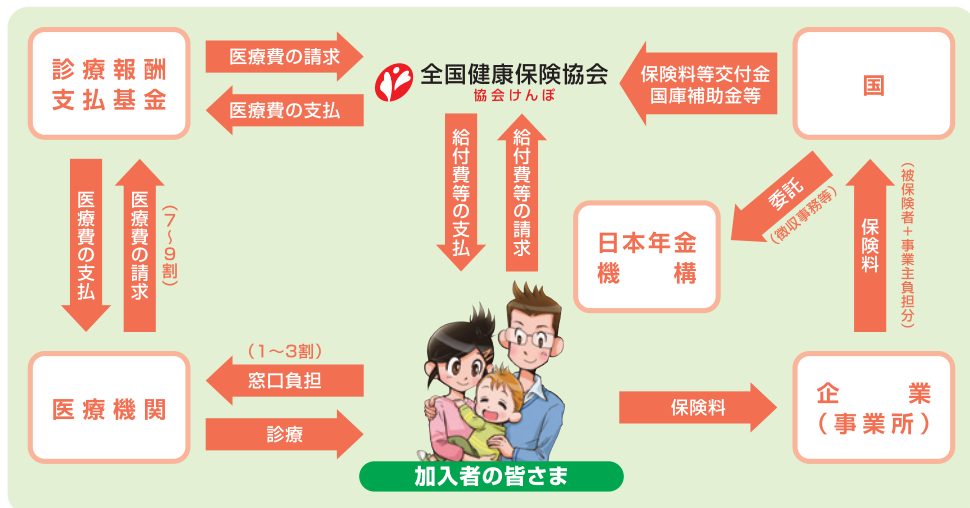 診療報酬
支払基金
医療費の請求
医療費の支払
全国健康保険協会
協会けんぽ
保険料等交付金
国庫補助金等
国
医療費の支払
医療費の請求
(7～9割)
給付費等の支払
給付費等の請求
日本年金
機構
委託
(徴収事務等)
保険料
(被保険者＋事業主負担分)
医療機関
(1～3割)
窓口負担
診療
保険料
企業
(事業所)
加入者の皆さま